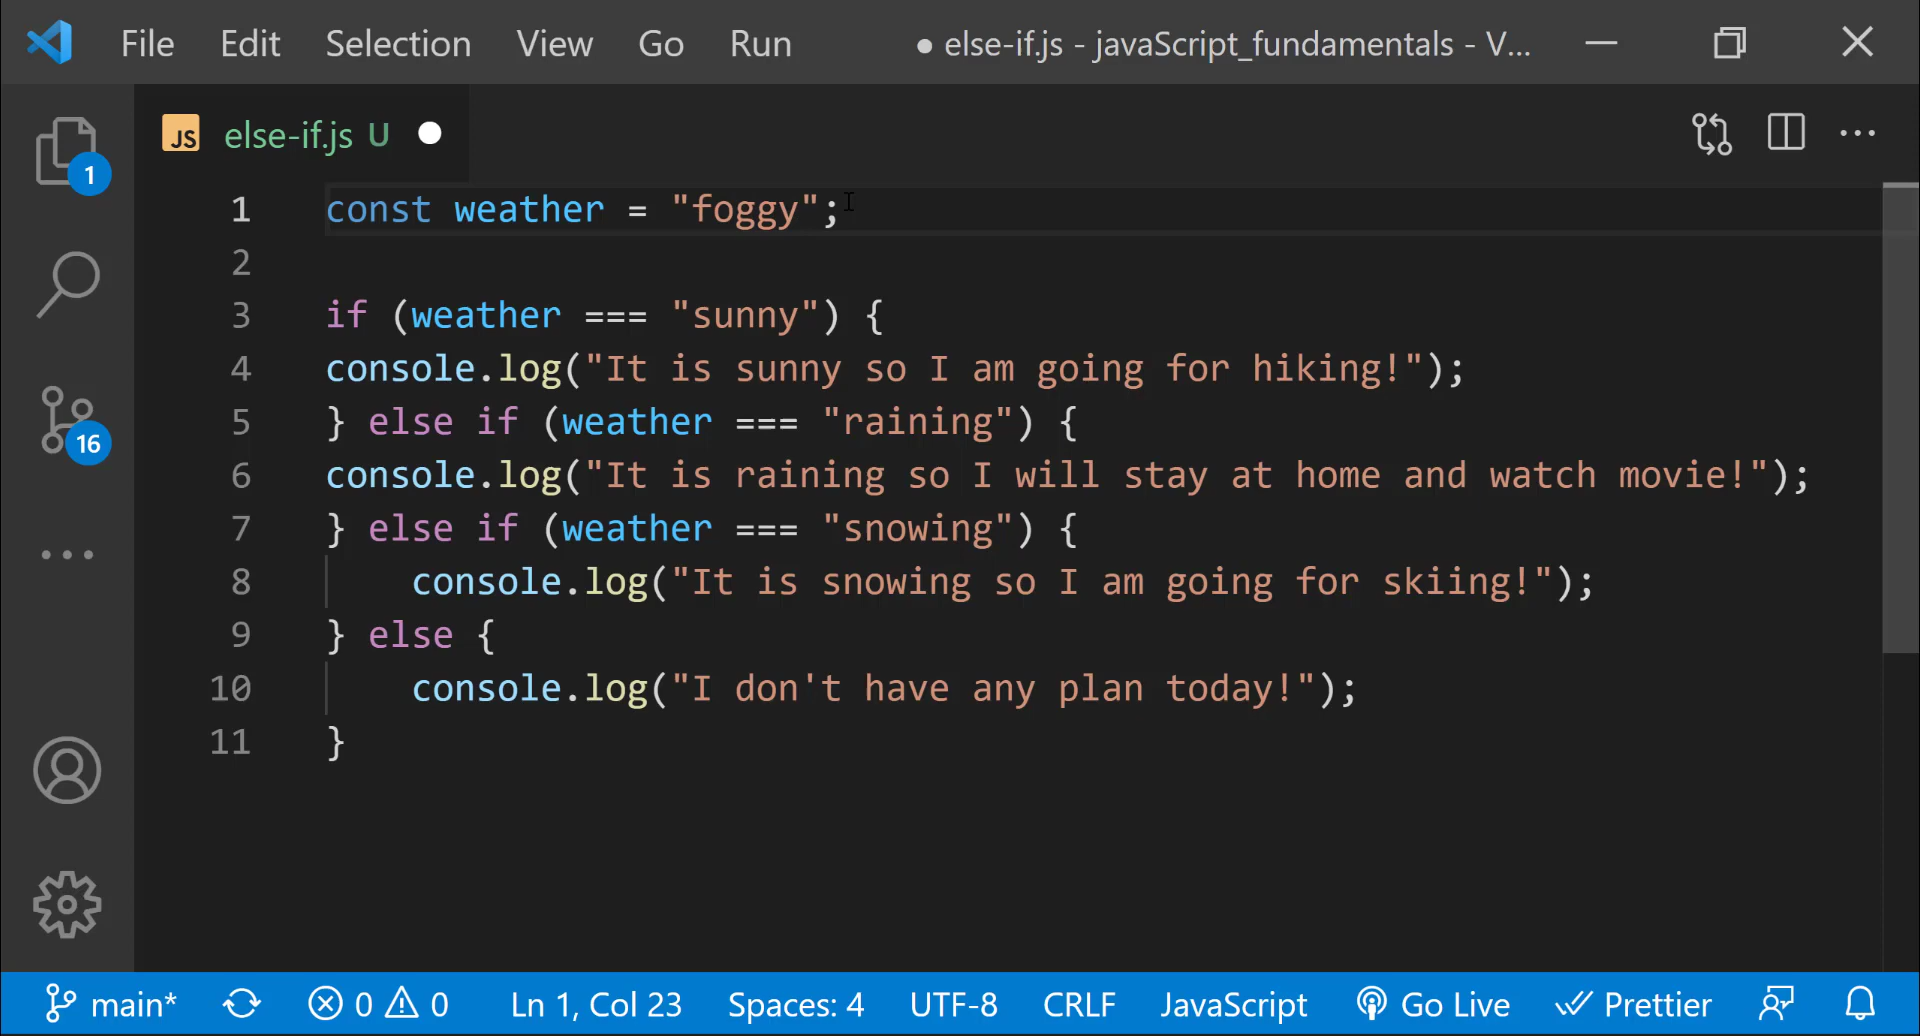 File Edit Selection View Go Run ● else-if.js - javaScript_fundamentals - V...
1
JS else-if.js U
1 const weather = "foggy";
2
3 if (weather === "sunny") {
4 console.log("It is sunny so I am going for hiking!");
5 } else if (weather === "raining") {
6 console.log("It is raining so I will stay at home and watch movie!");
7 } else if (weather === "snowing") {
8     console.log("It is snowing so I am going for skiing!");
9 } else {
10     console.log("I don't have any plan today!");
11 }
16
main* 0 0 Ln 1, Col 23 Spaces: 4 UTF-8 CRLF JavaScript Go Live Prettier